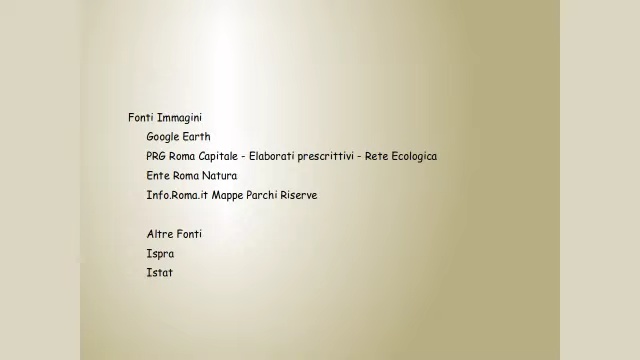 Fonti Immagini
Google Earth
PRG Roma Capitale - Elaborati prescrittivi - Rete Ecologica
Ente Roma Natura
Info.Roma.it Mappe Parchi Riserve
Altre Fonti
Ispra
Istat